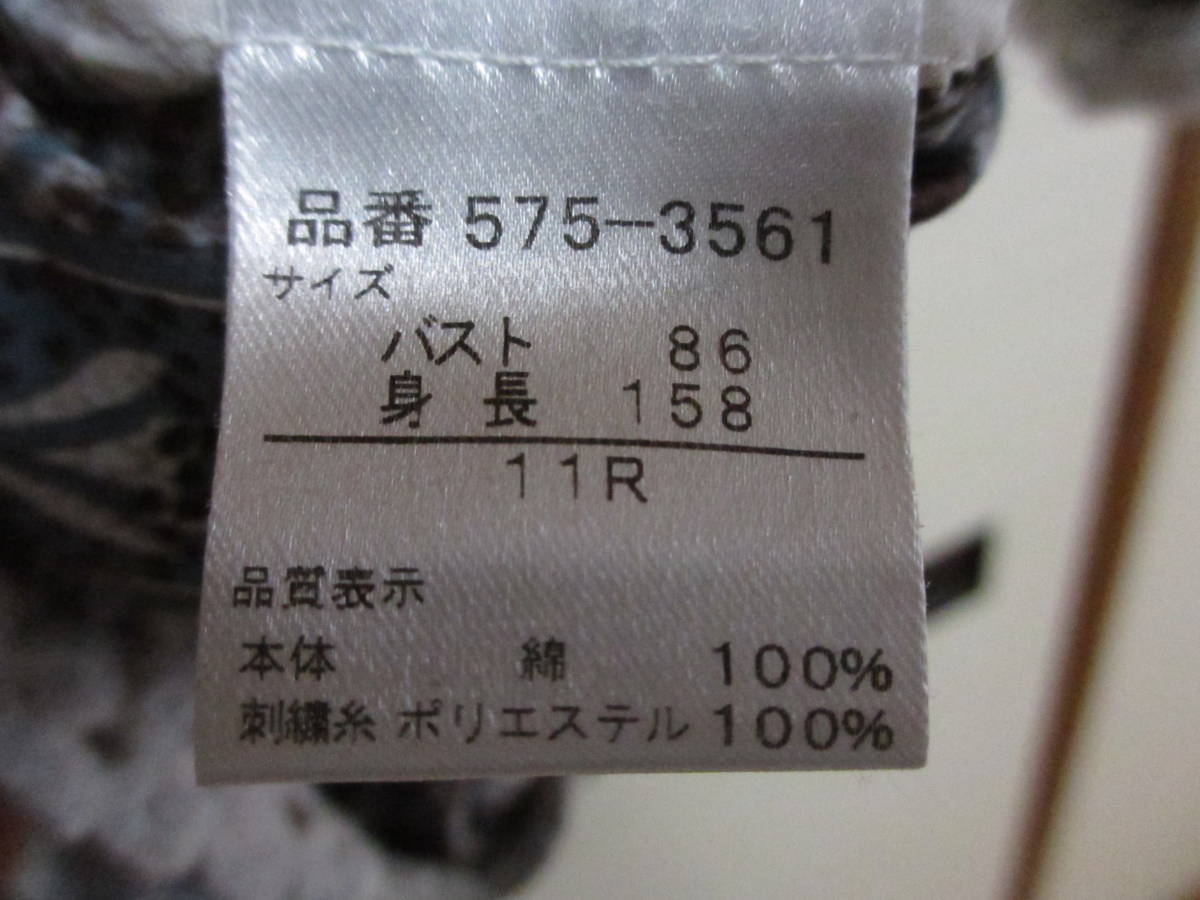 品番 575-3561
サイズ
バスト 86
身長 158
11R
品質表示
本体 綿 100%
刺繍糸 ポリエステル 100%